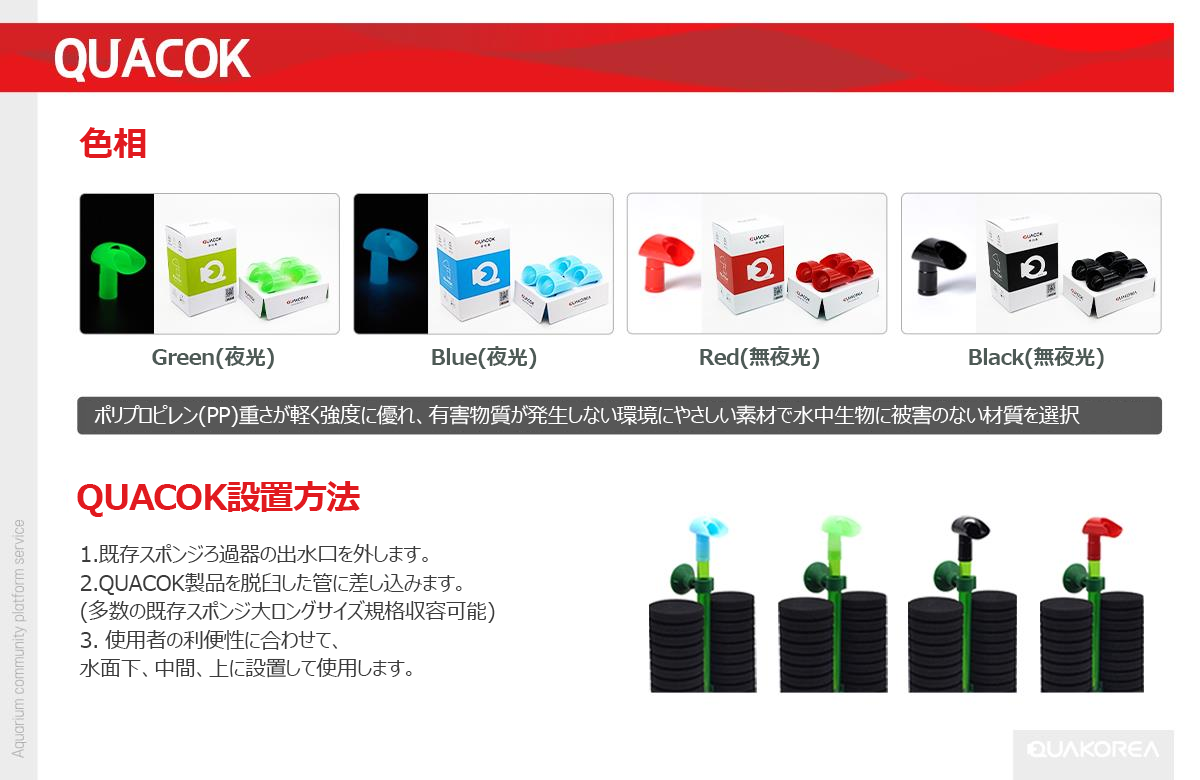 QUACOK
色相
QUACOK
QUAKOREA
QUACOK
QUAKOREA
QUACOK
QUAKOREA
QUACOK
QUAKOREA
Green(夜光)
Blue(夜光)
Red(無夜光)
Black(無夜光)
ポリプロピレン(PP)重さが軽く強度に優れ、有害物質が発生しない環境にやさしい素材で水中生物に被害のない材質を選択
QUACOK設置方法
1.既存スポンジろ過器の出水口を外します。
2.QUACOK製品を脱臼した管に差し込みます。
(多数の既存スポンジ大ロングサイズ規格収容可能)
3. 使用者の利便性に合わせて、
水面下、中間、上に設置して使用します。
Aquarium community platform service
QUAKOREA